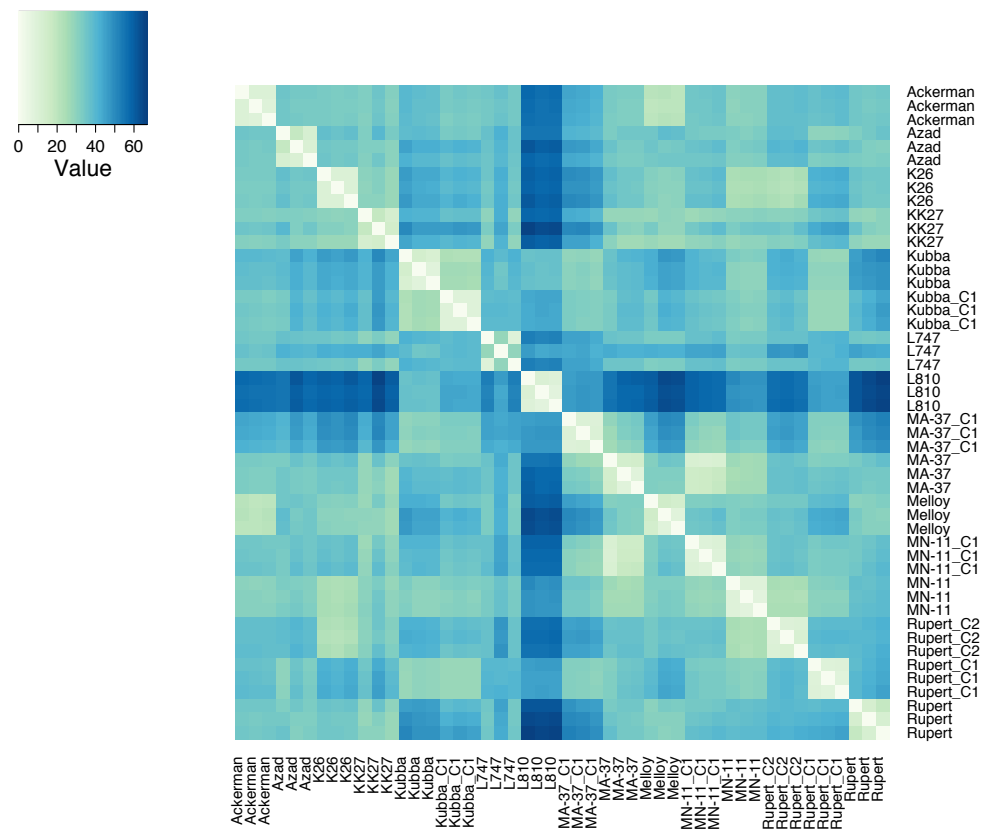 0 20 40 60
Value
Ackerman
Ackerman
Ackerman
Azad
Azad
Azad
K26
K26
K26
KK27
KK27
KK27
Kubba
Kubba
Kubba
Kubba_C1
Kubba_C1
Kubba_C1
L747
L747
L747
L810
L810
L810
MA-37_C1
MA-37_C1
MA-37_C1
MA-37
MA-37
MA-37
Melloy
Melloy
Melloy
MN-11_C1
MN-11_C1
MN-11_C1
MN-11
MN-11
MN-11
Rupert_C2
Rupert_C2
Rupert_C2
Rupert_C1
Rupert_C1
Rupert_C1
Rupert
Rupert
Rupert
Ackerman
Ackerman
Ackerman
Azad
Azad
Azad
K26
K26
K26
KK27
KK27
KK27
Kubba
Kubba
Kubba
Kubba_C1
Kubba_C1
Kubba_C1
L747
L747
L747
L810
L810
L810
MA-37_C1
MA-37_C1
MA-37_C1
MA-37
MA-37
MA-37
Melloy
Melloy
Melloy
MN-11_C1
MN-11_C1
MN-11_C1
MN-11
MN-11
MN-11
Rupert_C2
Rupert_C2
Rupert_C2
Rupert_C1
Rupert_C1
Rupert_C1
Rupert
Rupert
Rupert